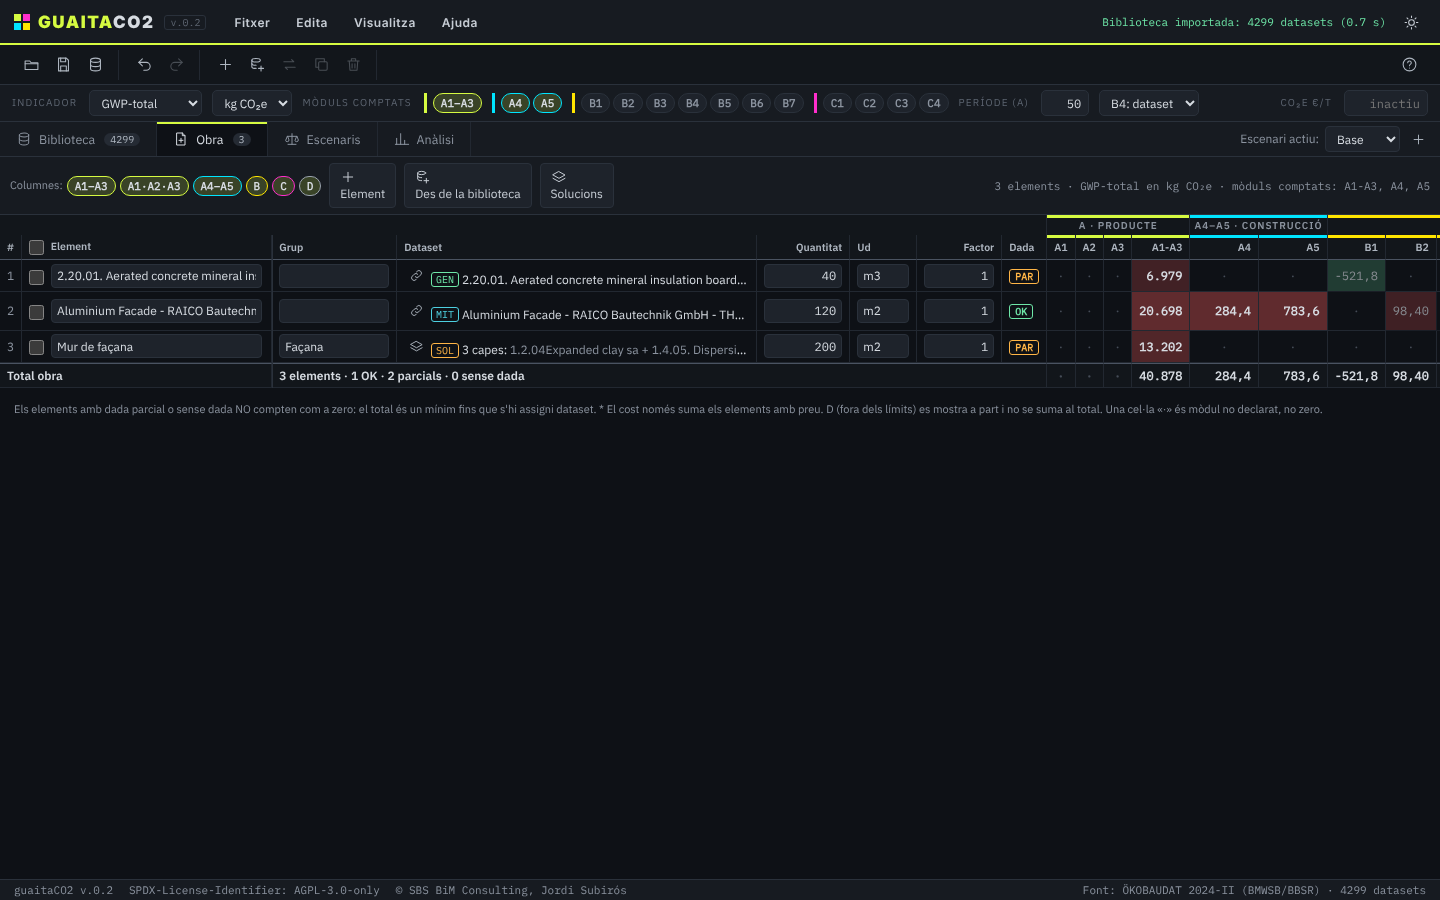 GUAITACO2 v.0.2 Fitxer Edita Visualitza Ajuda Biblioteca importada: 4299 datasets (0.7 s)
INDICADOR GWP-total kg CO₂e MÒDULS COMPTATS A1–A3 A4 A5 B1 B2 B3 B4 B5 B6 B7 C1 C2 C3 C4 PERÍODE (A) 50 B4: dataset CO₂E €/T inactiu
Biblioteca 4299 Obra 3 Escenaris Anàlisi Escenari actiu: Base
Columnes: A1–A3 A1·A2·A3 A4–A5 B C D Element Des de la biblioteca Solucions 3 elements · GWP-total en kg CO₂e · mòduls comptats: A1-A3, A4, A5
A · PRODUCTE A4–A5 · CONSTRUCCIÓ
# Element Grup Dataset Quantitat Ud Factor Dada A1 A2 A3 A1-A3 A4 A5 B1 B2
1 2.20.01. Aerated concrete mineral in GEN 2.20.01. Aerated concrete mineral insulation board... 40 m3 1 PAR · · · 6.979 · · -521,8 ·
2 Aluminium Facade - RAICO Bautechn MIT Aluminium Facade - RAICO Bautechnik GmbH - TH... 120 m2 1 OK · · · 20.698 284,4 783,6 · 98,40
3 Mur de façana Façana SOL 3 capes: 1.2.04Expanded clay sa + 1.4.05. Dispersi... 200 m2 1 PAR · · · 13.202 · · · ·
Total obra 3 elements · 1 OK · 2 parcials · 0 sense dada · · · 40.878 284,4 783,6 -521,8 98,40
Els elements amb dada parcial o sense dada NO compten com a zero: el total és un mínim fins que s'hi assigni dataset. * El cost només suma els elements amb preu. D (fora dels límits) es mostra a part i no se suma al total. Una cel·la «·» és mòdul no declarat, no zero.
guaitaCO2 v.0.2 SPDX-License-Identifier: AGPL-3.0-only © SBS BiM Consulting, Jordi Subirós Font: ÖKOBAUDAT 2024-II (BMWSB/BBSR) · 4299 datasets